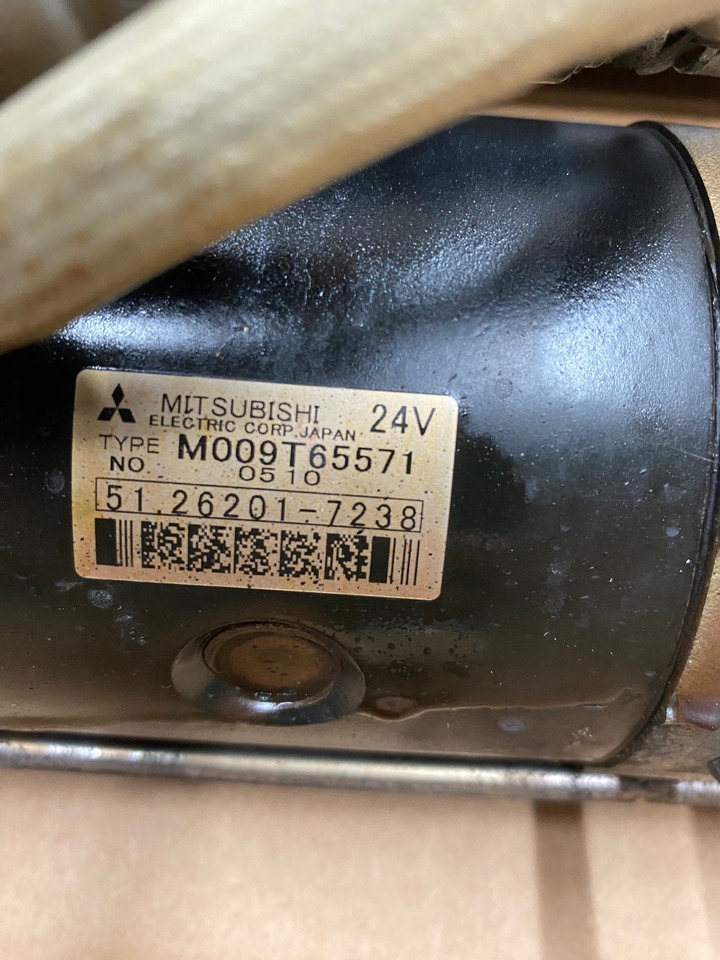 MITSUBISHI 24V
ELECTRIC CORP. JAPAN
TYPE M009T65571
NO. 0510
51.26201-7238